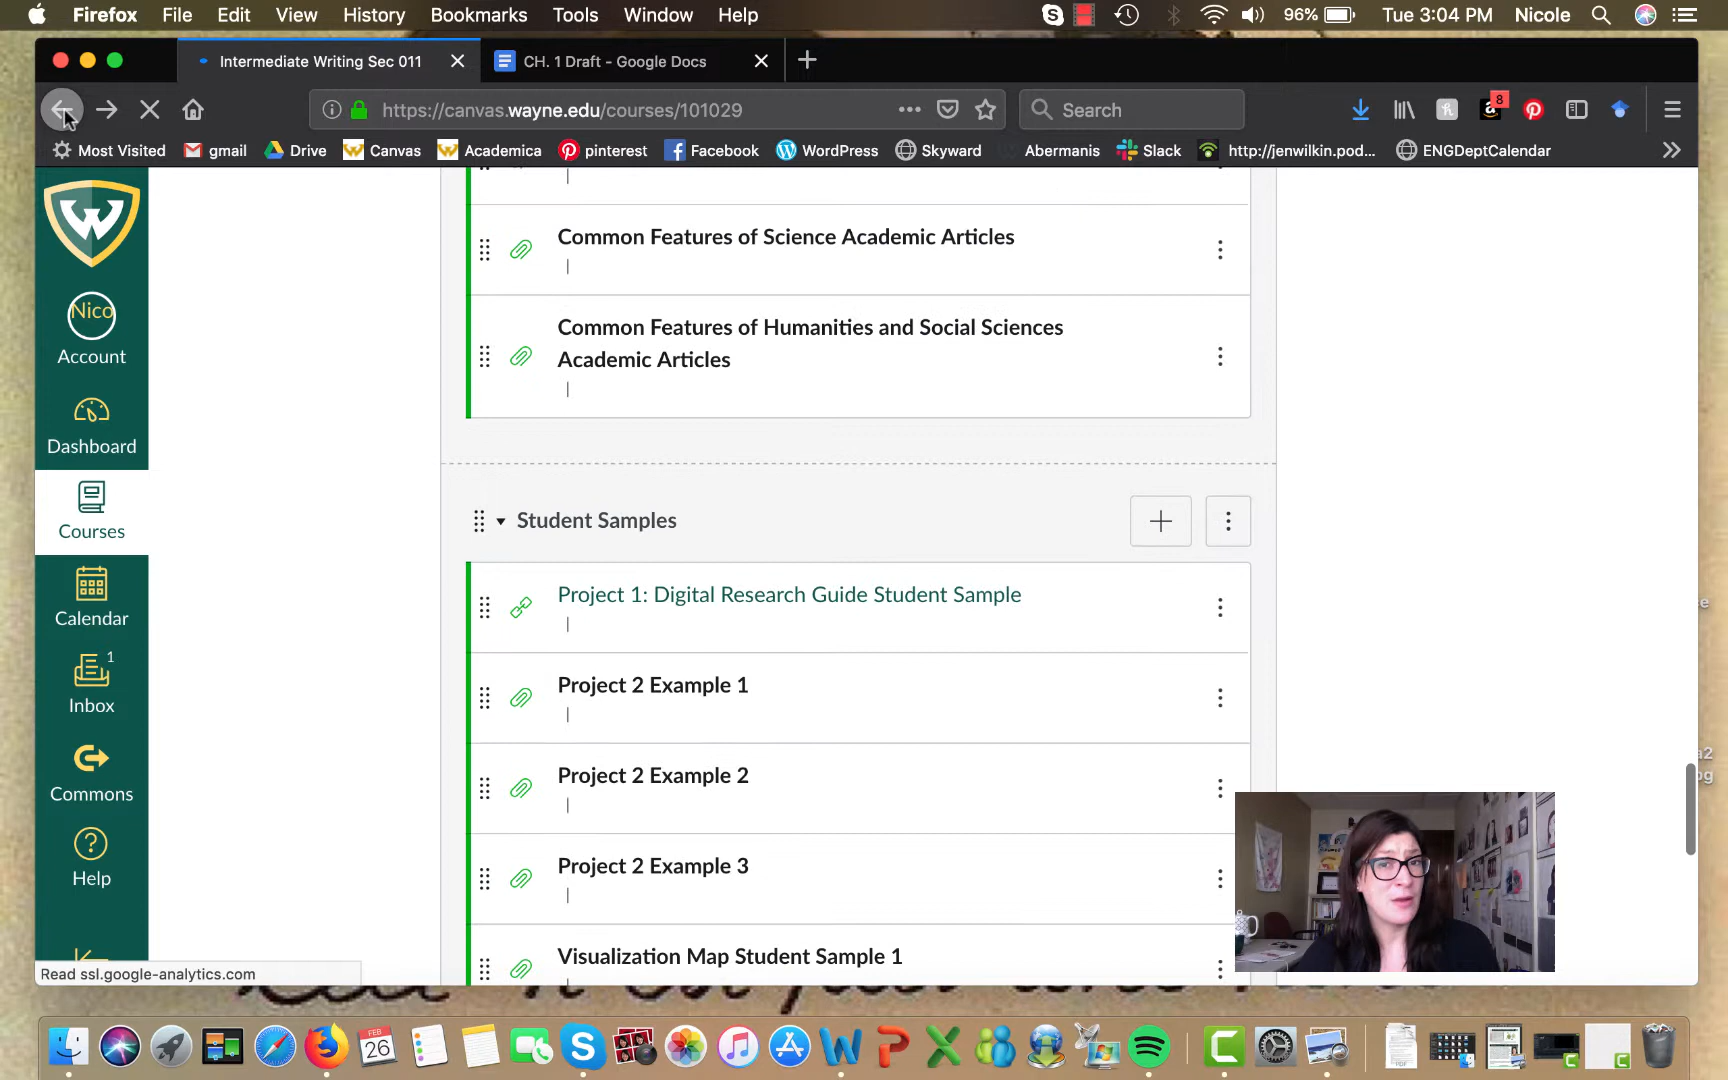 Firefox File Edit View History Bookmarks Tools Window Help 96% Tue 3:04 PM Nicole
Intermediate Writing Sec 011 CH. 1 Draft - Google Docs
https://canvas.wayne.edu/courses/101029 Search 8
Most Visited gmail Drive Canvas Academica pinterest Facebook WordPress Skyward Abermanis Slack http://jenwilkin.pod... ENGDeptCalendar
W
Nico
Account
Dashboard
Courses
Calendar
1
Inbox
Commons
Help
Common Features of Science Academic Articles
Common Features of Humanities and Social Sciences
Academic Articles
Student Samples
Project 1: Digital Research Guide Student Sample
Project 2 Example 1
Project 2 Example 2
Project 2 Example 3
Visualization Map Student Sample 1
Read ssl.google-analytics.com
FEB
26